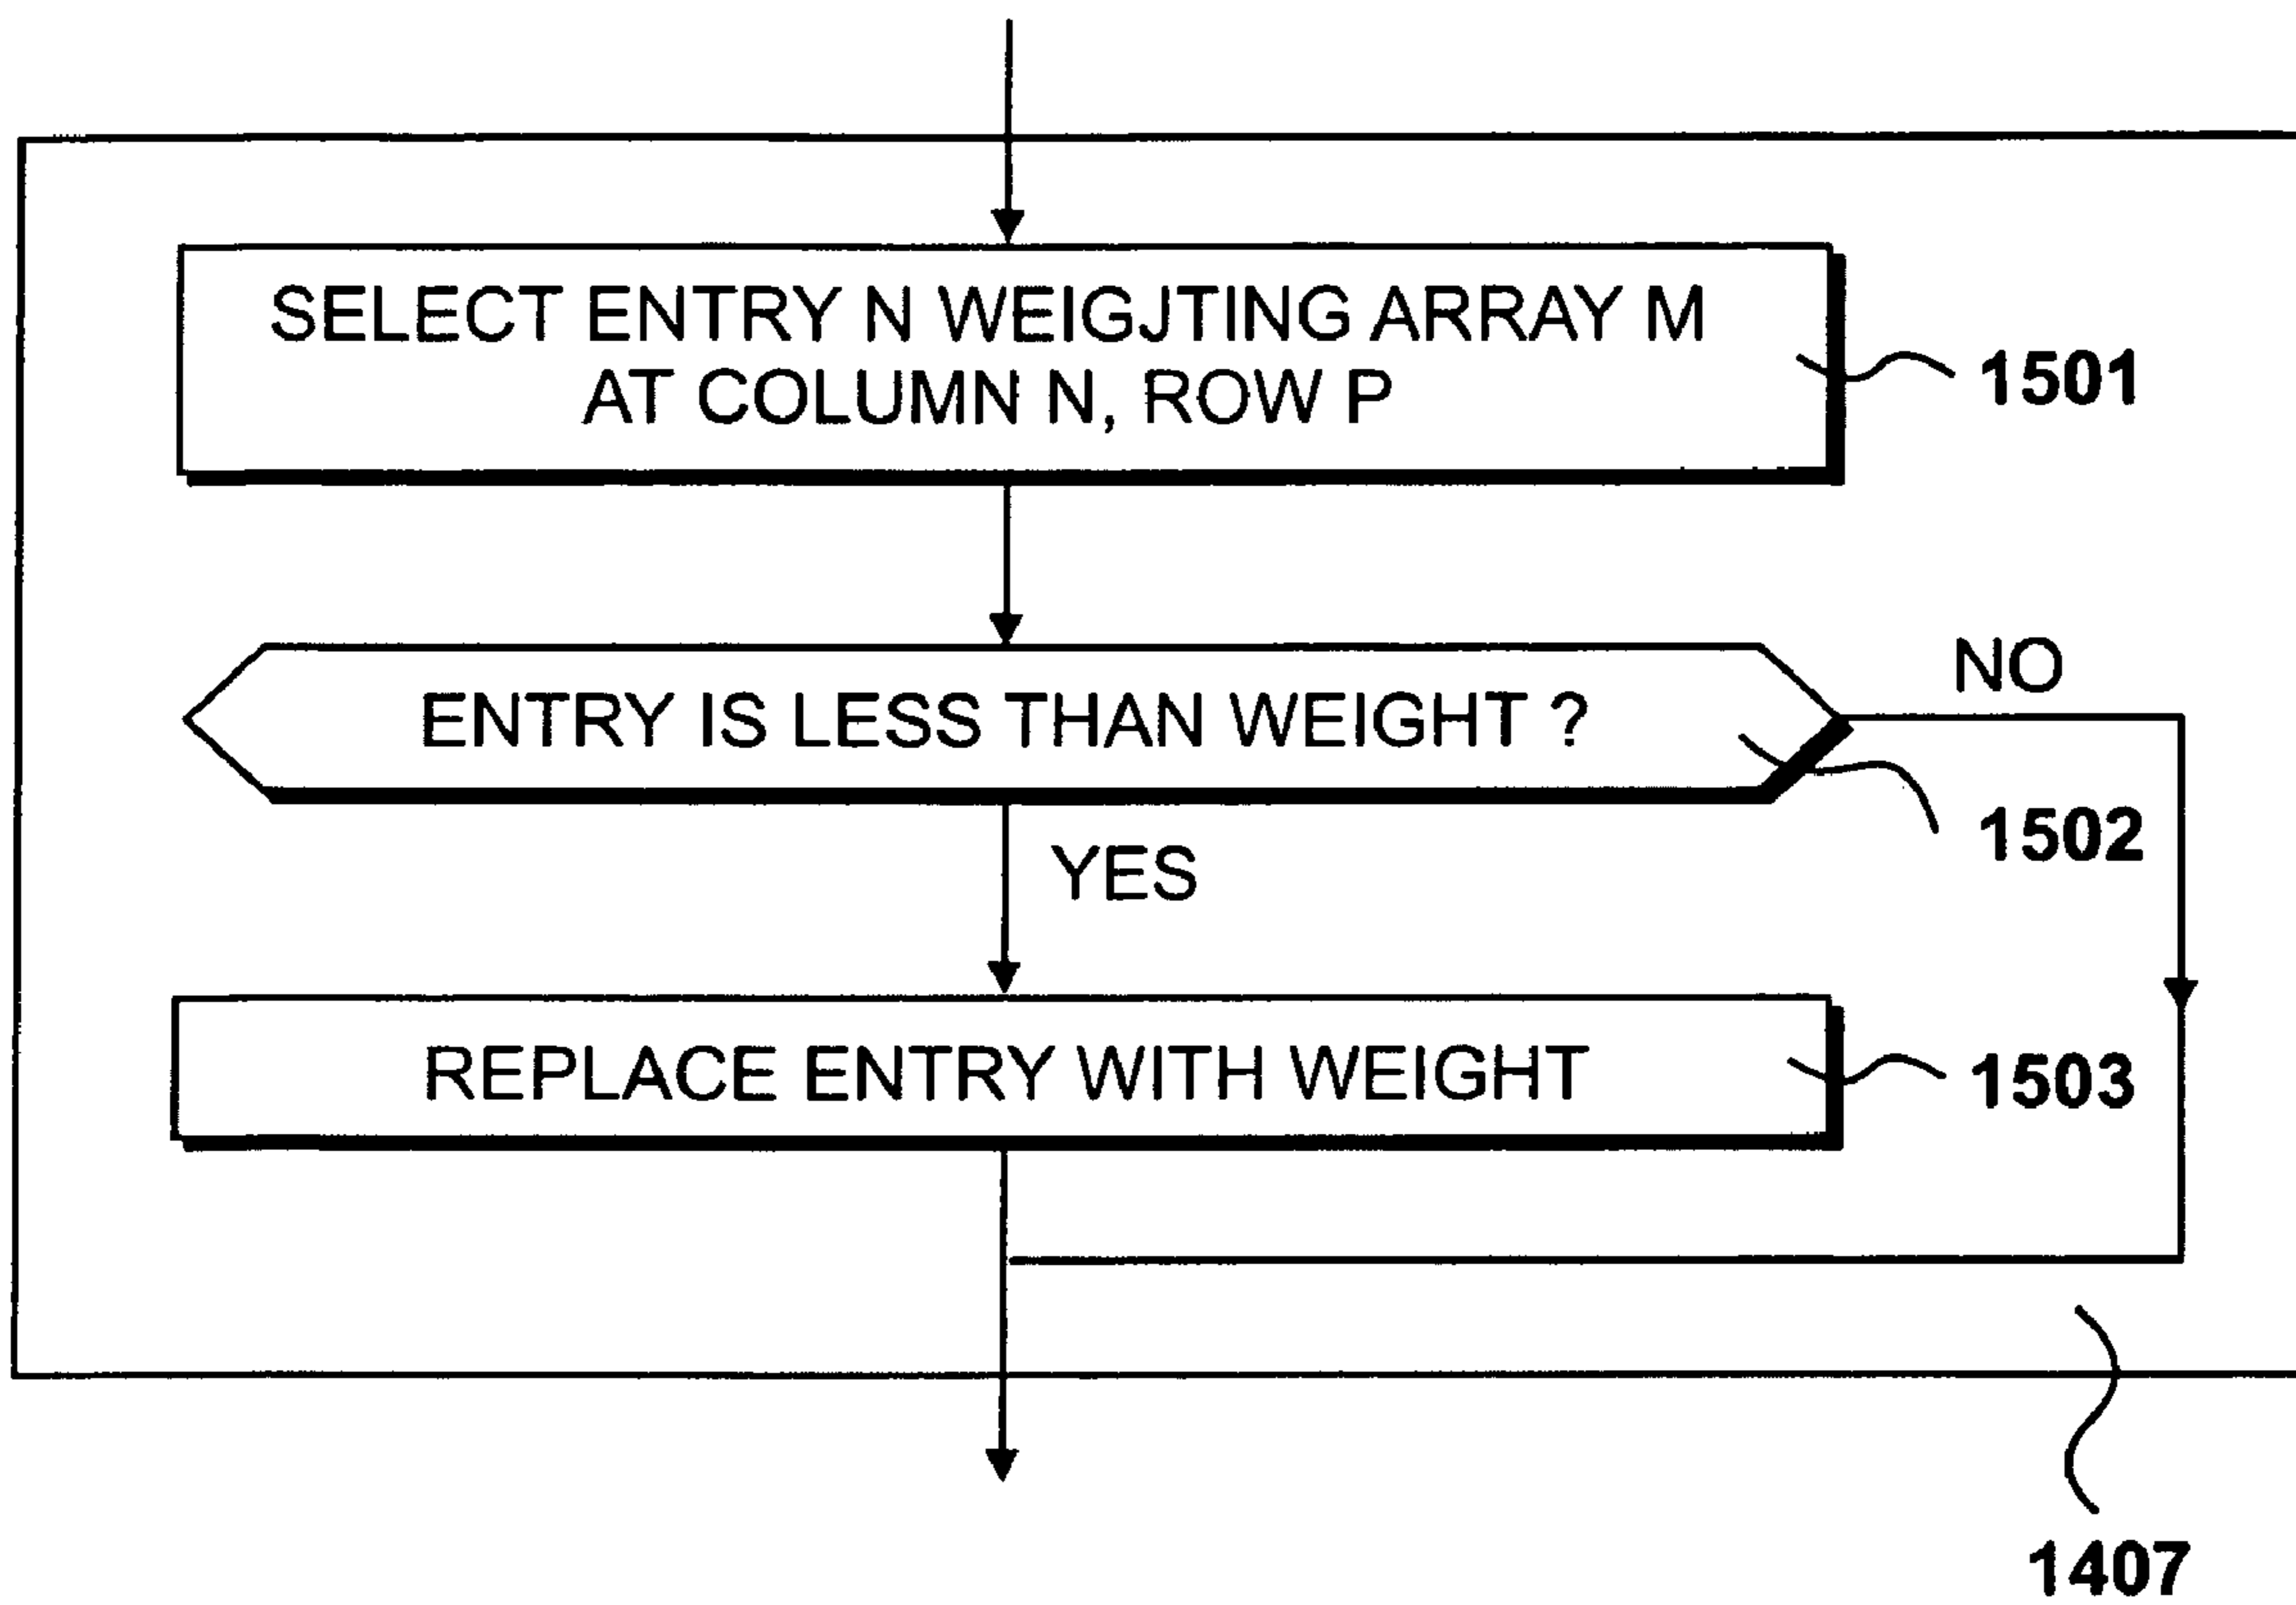 SELECT ENTRY N WEIGJTING ARRAY M
AT COLUMN N, ROW P
1501
NO
ENTRY IS LESS THAN WEIGHT ?
1502
YES
REPLACE ENTRY WITH WEIGHT
1503
1407